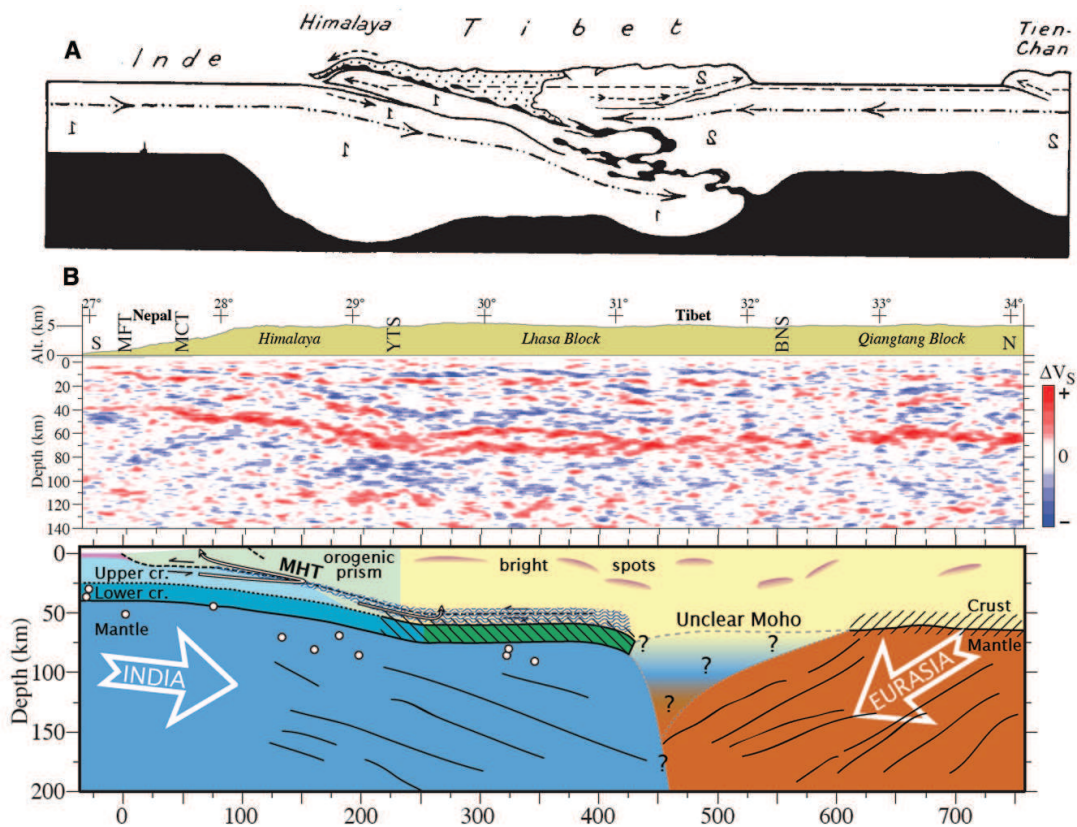 A
Himalaya
T i b e t
Tien-
Chan
Inde
1
1
1
1
1
2
2
2
B
27° 28° 29° 30° 31° 32° 33° 34°
Alt. (km)
5
0
S
MFT
Nepal
MCT
Himalaya
YTS
Lhasa Block
Tibet
BNS
Qiangtang Block
N
Depth (km)
0
20
40
60
80
100
120
140
ΔVS
+
0
−
Depth (km)
0
50
100
150
200
Upper cr.
Lower cr.
Mantle
MHT
orogenic
prism
bright spots
Unclear Moho
Crust
Mantle
INDIA
EURASIA
?
?
?
?
?
0 100 200 300 400 500 600 700